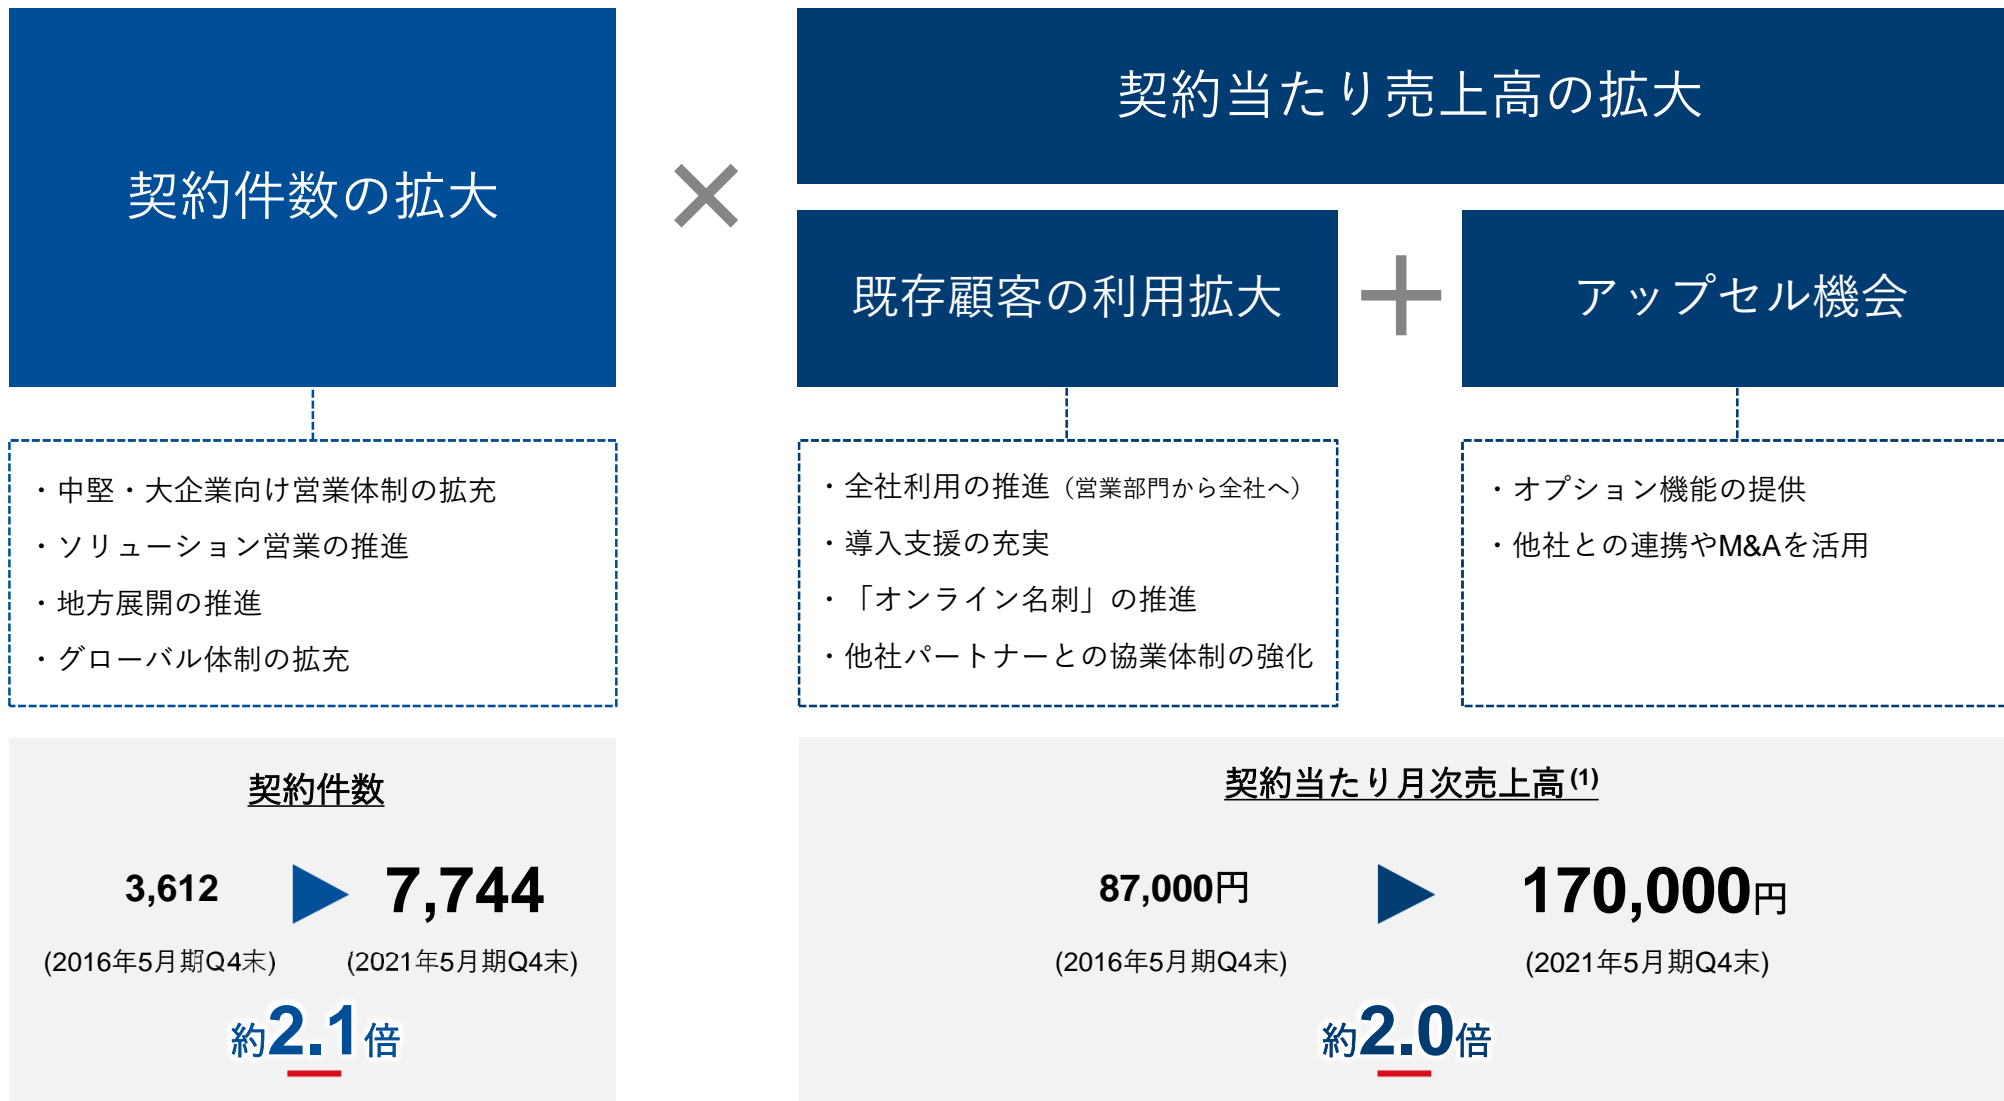 契約件数の拡大
×
契約当たり売上高の拡大
既存顧客の利用拡大
+
アップセル機会
・中堅・大企業向け営業体制の拡充
・ソリューション営業の推進
・地方展開の推進
・グローバル体制の拡充
・全社利用の推進（営業部門から全社へ）
・導入支援の充実
・「オンライン名刺」の推進
・他社パートナーとの協業体制の強化
・オプション機能の提供
・他社との連携やM&Aを活用
契約件数
3,612 ▶ 7,744
(2016年5月期Q4末) (2021年5月期Q4末)
約2.1倍
契約当たり月次売上高(1)
87,000円 ▶ 170,000円
(2016年5月期Q4末) (2021年5月期Q4末)
約2.0倍